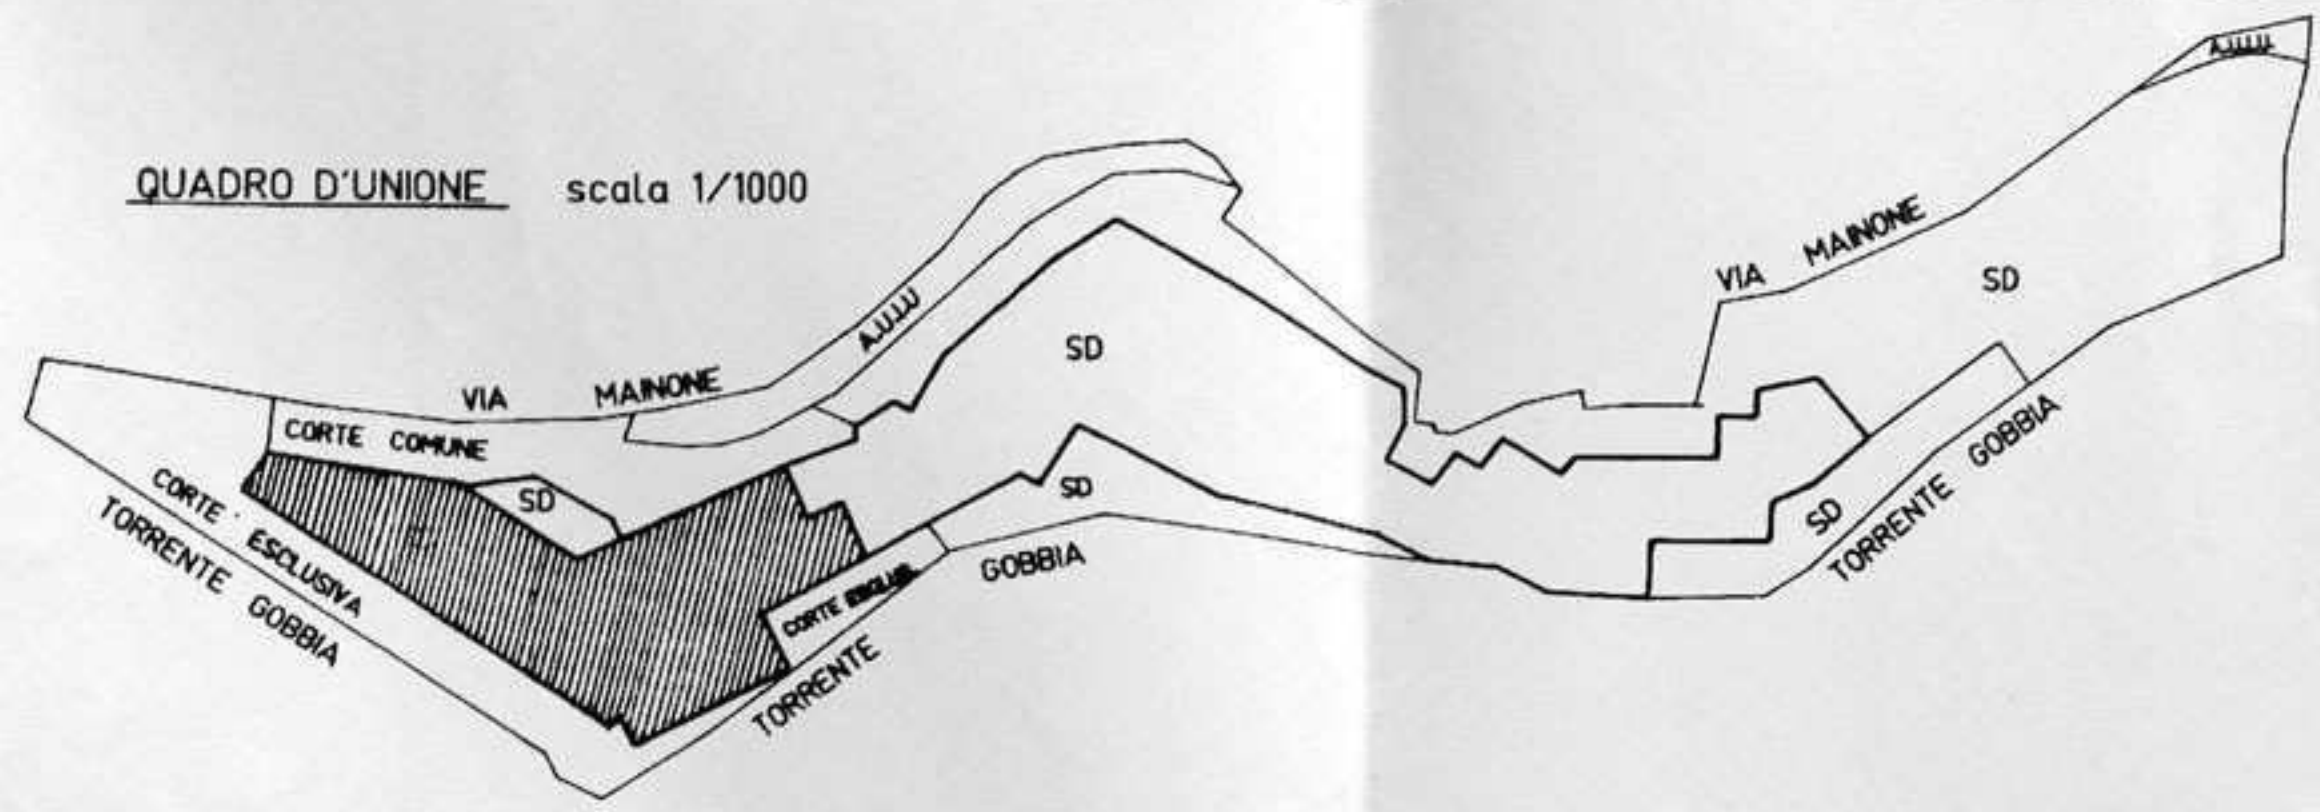 QUADRO D'UNIONE scala 1/1000
A.U.I.U
VIA MAINONE
SD
A.U.I.U
SD
VIA MAINONE
CORTE COMUNE
SD
SD
SD
CORTE ESCLUSIVA
TORRENTE GOBBIA
CORTE
TORRENTE GOBBIA
TORRENTE GOBBIA